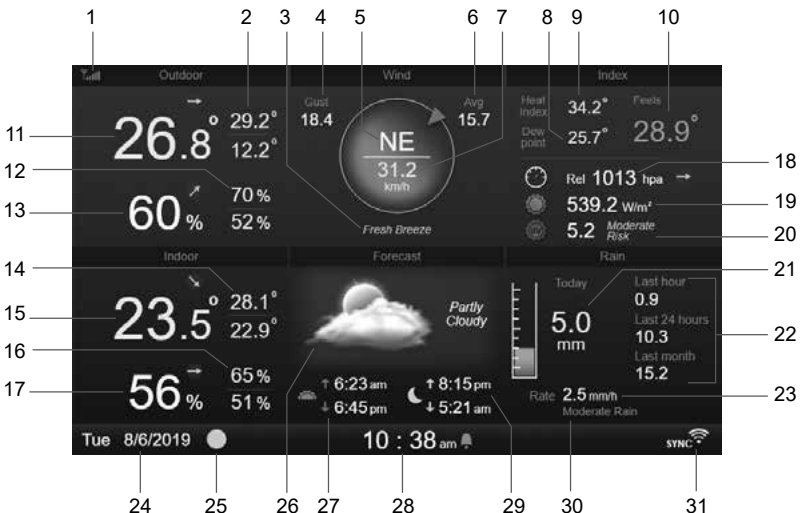 1 2 3 4 5 6 7
8 9 10
Outdoor Wind Index
11 26.8° 29.2° 12.2°
12 70% 52%
13 60%
Gust 18.4
Avg 15.7
NE
31.2
km/h
Fresh Breeze
Heat Index 34.2°
Dew point 25.7°
Feels 28.9°
Rel 1013 hpa 18
539.2 W/m² 19
5.2 Moderate Risk 20
Indoor Forecast Rain
14 28.1° 22.9°
15 23.5°
16 65% 51%
17 56%
Partly
Cloudy
6:23 am 8:15 pm
6:45 pm 5:21 am
Today 21
5.0
mm
Last hour
0.9
Last 24 hours 22
10.3
Last month
15.2
Rate 2.5 mm/h 23
Moderate Rain
Tue 8/6/2019 10 : 38 am SYNC
24 25 26 27 28 29 30 31